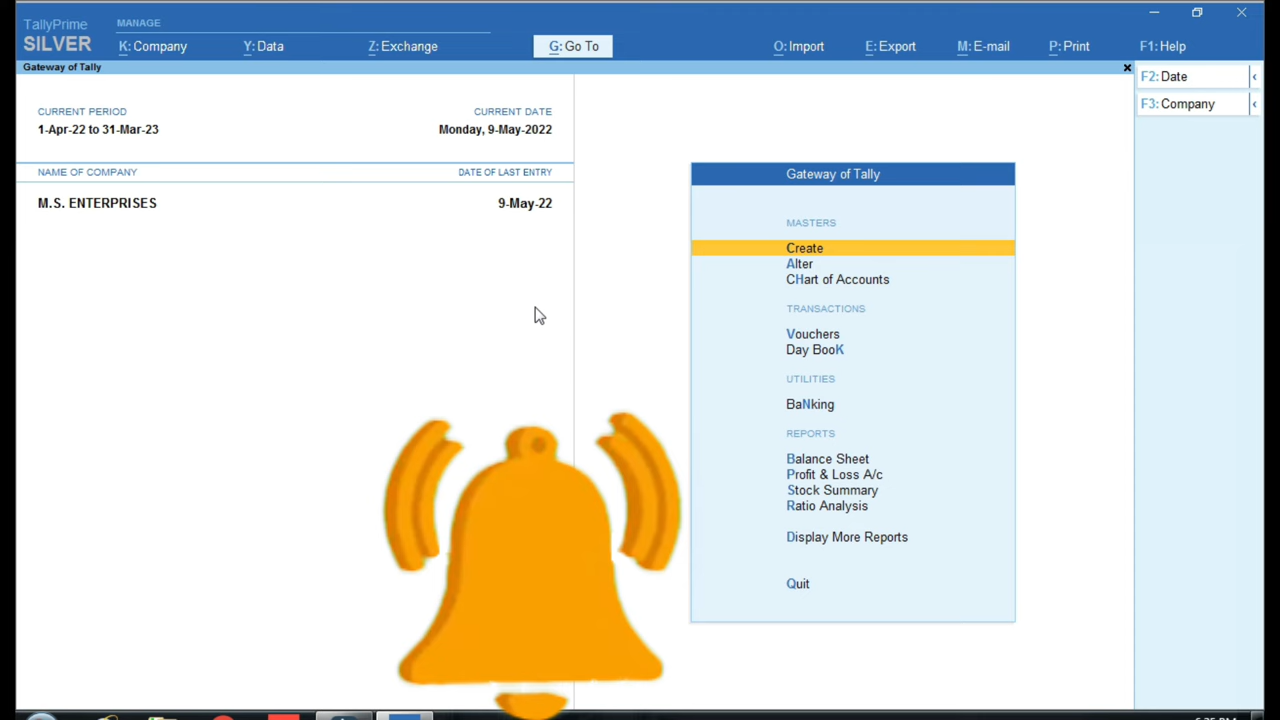 TallyPrime
MANAGE
SILVER
K: Company
Y: Data
Z: Exchange
G: Go To
O: Import
E: Export
M: E-mail
P: Print
F1: Help
Gateway of Tally
F2: Date
F3: Company
CURRENT PERIOD
CURRENT DATE
1-Apr-22 to 31-Mar-23
Monday, 9-May-2022
NAME OF COMPANY
DATE OF LAST ENTRY
M.S. ENTERPRISES
9-May-22
Gateway of Tally
MASTERS
Create
Alter
CHart of Accounts
TRANSACTIONS
Vouchers
Day BooK
UTILITIES
BaNking
REPORTS
Balance Sheet
Profit & Loss A/c
Stock Summary
Ratio Analysis
Display More Reports
Quit